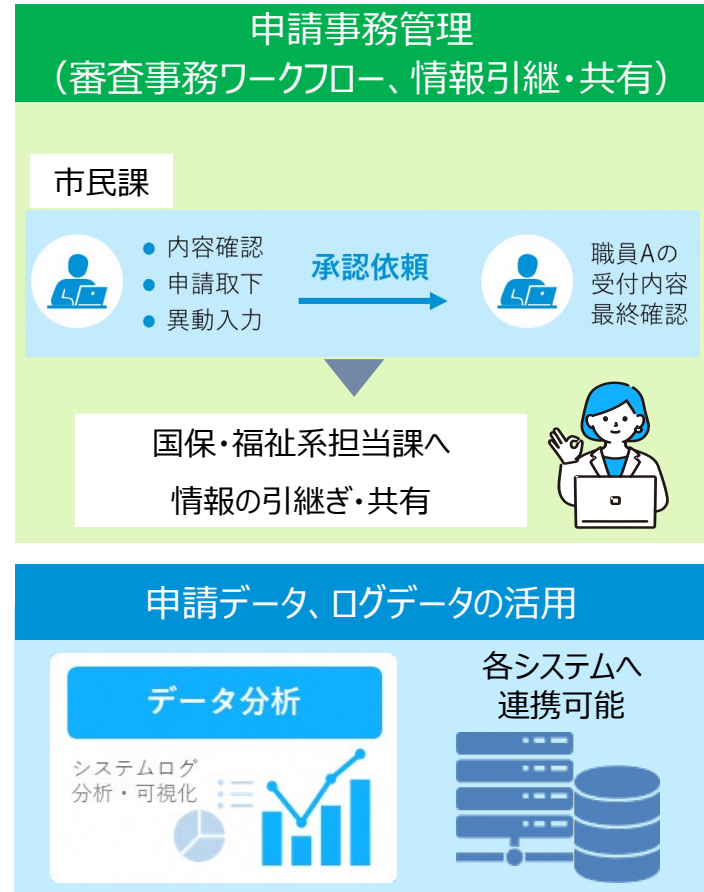 申請事務管理
（審査事務ワークフロー、情報引継・共有）
市民課
● 内容確認
● 申請取下
● 異動入力
承認依頼
職員Aの
受付内容
最終確認
国保・福祉系担当課へ
情報の引継ぎ・共有
申請データ、ログデータの活用
データ分析
システムログ
分析・可視化
各システムへ
連携可能